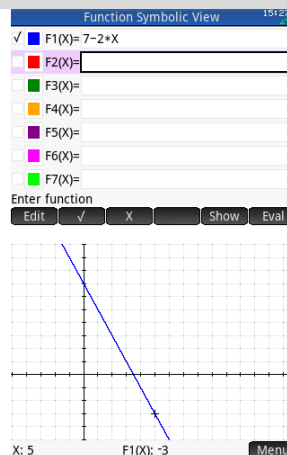 Function Symbolic View 15:27
√ F1(X)= 7−2*X
F2(X)=
F3(X)=
F4(X)=
F5(X)=
F6(X)=
F7(X)=
Enter function
Edit √ X Show Eval
X: 5 F1(X): -3 Menu